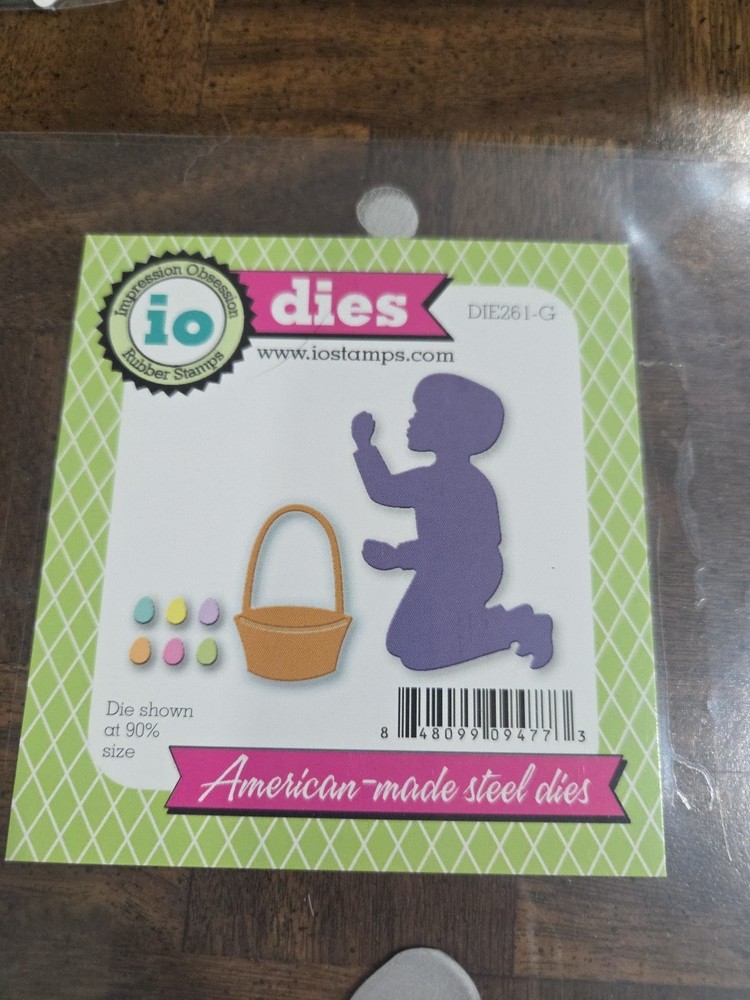 Impression Obsession
io
Rubber Stamps
dies
DIE261-G
www.iostamps.com
Die shown
at 90%
size
8 48099 09477 3
American-made steel dies